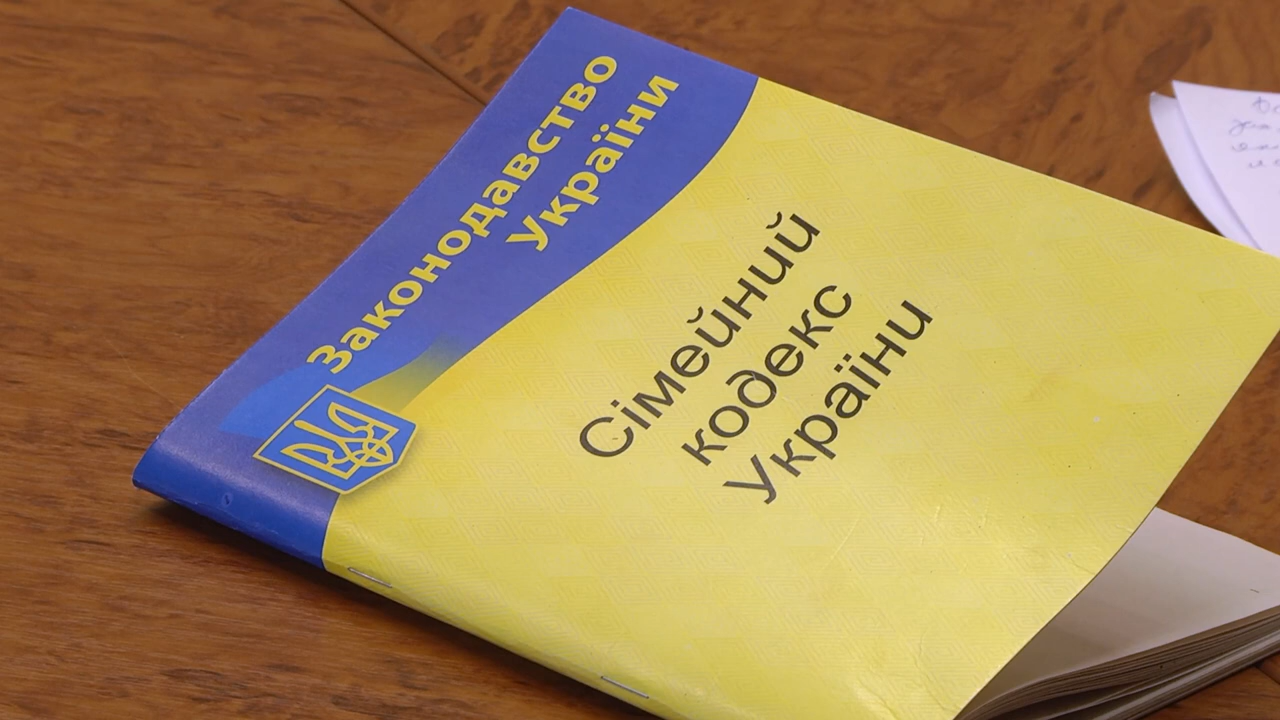 Законодавство
України
Сімейний
кодекс
України